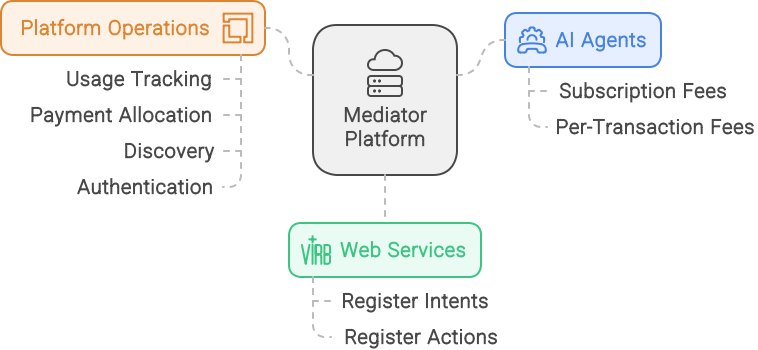 Platform Operations
Usage Tracking
Payment Allocation
Discovery
Authentication
Mediator
Platform
AI Agents
Subscription Fees
Per-Transaction Fees
VIRB Web Services
Register Intents
Register Actions